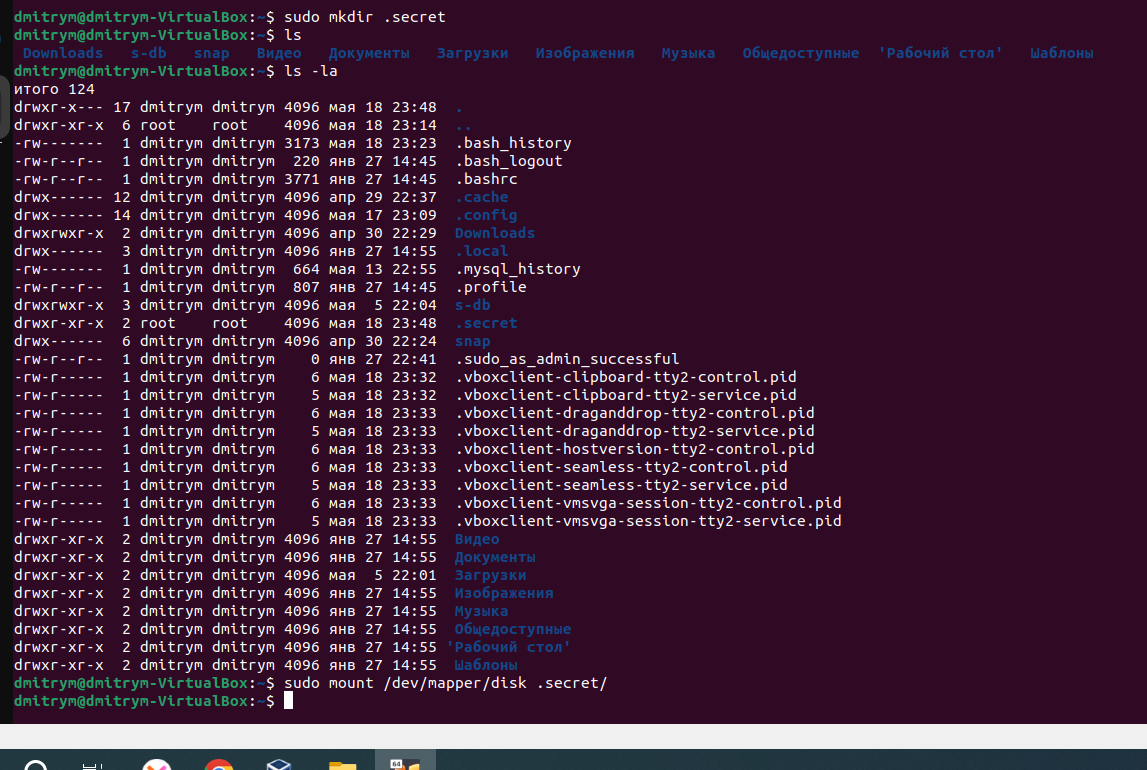 dmitrym@dmitrym-VirtualBox:~$ sudo mkdir .secret
dmitrym@dmitrym-VirtualBox:~$ ls
Downloads s-db snap Видео Документы Загрузки Изображения Музыка Общедоступные 'Рабочий стол' Шаблоны
dmitrym@dmitrym-VirtualBox:~$ ls -la
итого 124
drwxr-x--- 17 dmitrym dmitrym 4096 мая 18 23:48 .
drwxr-xr-x 6 root root 4096 мая 18 23:14 ..
-rw------- 1 dmitrym dmitrym 3173 мая 18 23:23 .bash_history
-rw-r--r-- 1 dmitrym dmitrym 220 янв 27 14:45 .bash_logout
-rw-r--r-- 1 dmitrym dmitrym 3771 янв 27 14:45 .bashrc
drwx------ 12 dmitrym dmitrym 4096 апр 29 22:37 .cache
drwx------ 14 dmitrym dmitrym 4096 мая 17 23:09 .config
drwxrwxr-x 2 dmitrym dmitrym 4096 апр 30 22:29 Downloads
drwx------ 3 dmitrym dmitrym 4096 янв 27 14:55 .local
-rw------- 1 dmitrym dmitrym 664 мая 13 22:55 .mysql_history
-rw-r--r-- 1 dmitrym dmitrym 807 янв 27 14:45 .profile
drwxrwxr-x 3 dmitrym dmitrym 4096 мая 5 22:04 s-db
drwxr-xr-x 2 root root 4096 мая 18 23:48 .secret
drwx------ 6 dmitrym dmitrym 4096 апр 30 22:24 snap
-rw-r--r-- 1 dmitrym dmitrym 0 янв 27 22:41 .sudo_as_admin_successful
-rw-r----- 1 dmitrym dmitrym 6 мая 18 23:32 .vboxclient-clipboard-tty2-control.pid
-rw-r----- 1 dmitrym dmitrym 5 мая 18 23:32 .vboxclient-clipboard-tty2-service.pid
-rw-r----- 1 dmitrym dmitrym 6 мая 18 23:33 .vboxclient-draganddrop-tty2-control.pid
-rw-r----- 1 dmitrym dmitrym 5 мая 18 23:33 .vboxclient-draganddrop-tty2-service.pid
-rw-r----- 1 dmitrym dmitrym 6 мая 18 23:33 .vboxclient-hostversion-tty2-control.pid
-rw-r----- 1 dmitrym dmitrym 6 мая 18 23:33 .vboxclient-seamless-tty2-control.pid
-rw-r----- 1 dmitrym dmitrym 5 мая 18 23:33 .vboxclient-seamless-tty2-service.pid
-rw-r----- 1 dmitrym dmitrym 6 мая 18 23:33 .vboxclient-vmsvga-session-tty2-control.pid
-rw-r----- 1 dmitrym dmitrym 5 мая 18 23:33 .vboxclient-vmsvga-session-tty2-service.pid
drwxr-xr-x 2 dmitrym dmitrym 4096 янв 27 14:55 Видео
drwxr-xr-x 2 dmitrym dmitrym 4096 янв 27 14:55 Документы
drwxr-xr-x 2 dmitrym dmitrym 4096 мая 5 22:01 Загрузки
drwxr-xr-x 2 dmitrym dmitrym 4096 янв 27 14:55 Изображения
drwxr-xr-x 2 dmitrym dmitrym 4096 янв 27 14:55 Музыка
drwxr-xr-x 2 dmitrym dmitrym 4096 янв 27 14:55 Общедоступные
drwxr-xr-x 2 dmitrym dmitrym 4096 янв 27 14:55 'Рабочий стол'
drwxr-xr-x 2 dmitrym dmitrym 4096 янв 27 14:55 Шаблоны
dmitrym@dmitrym-VirtualBox:~$ sudo mount /dev/mapper/disk .secret/
dmitrym@dmitrym-VirtualBox:~$
64